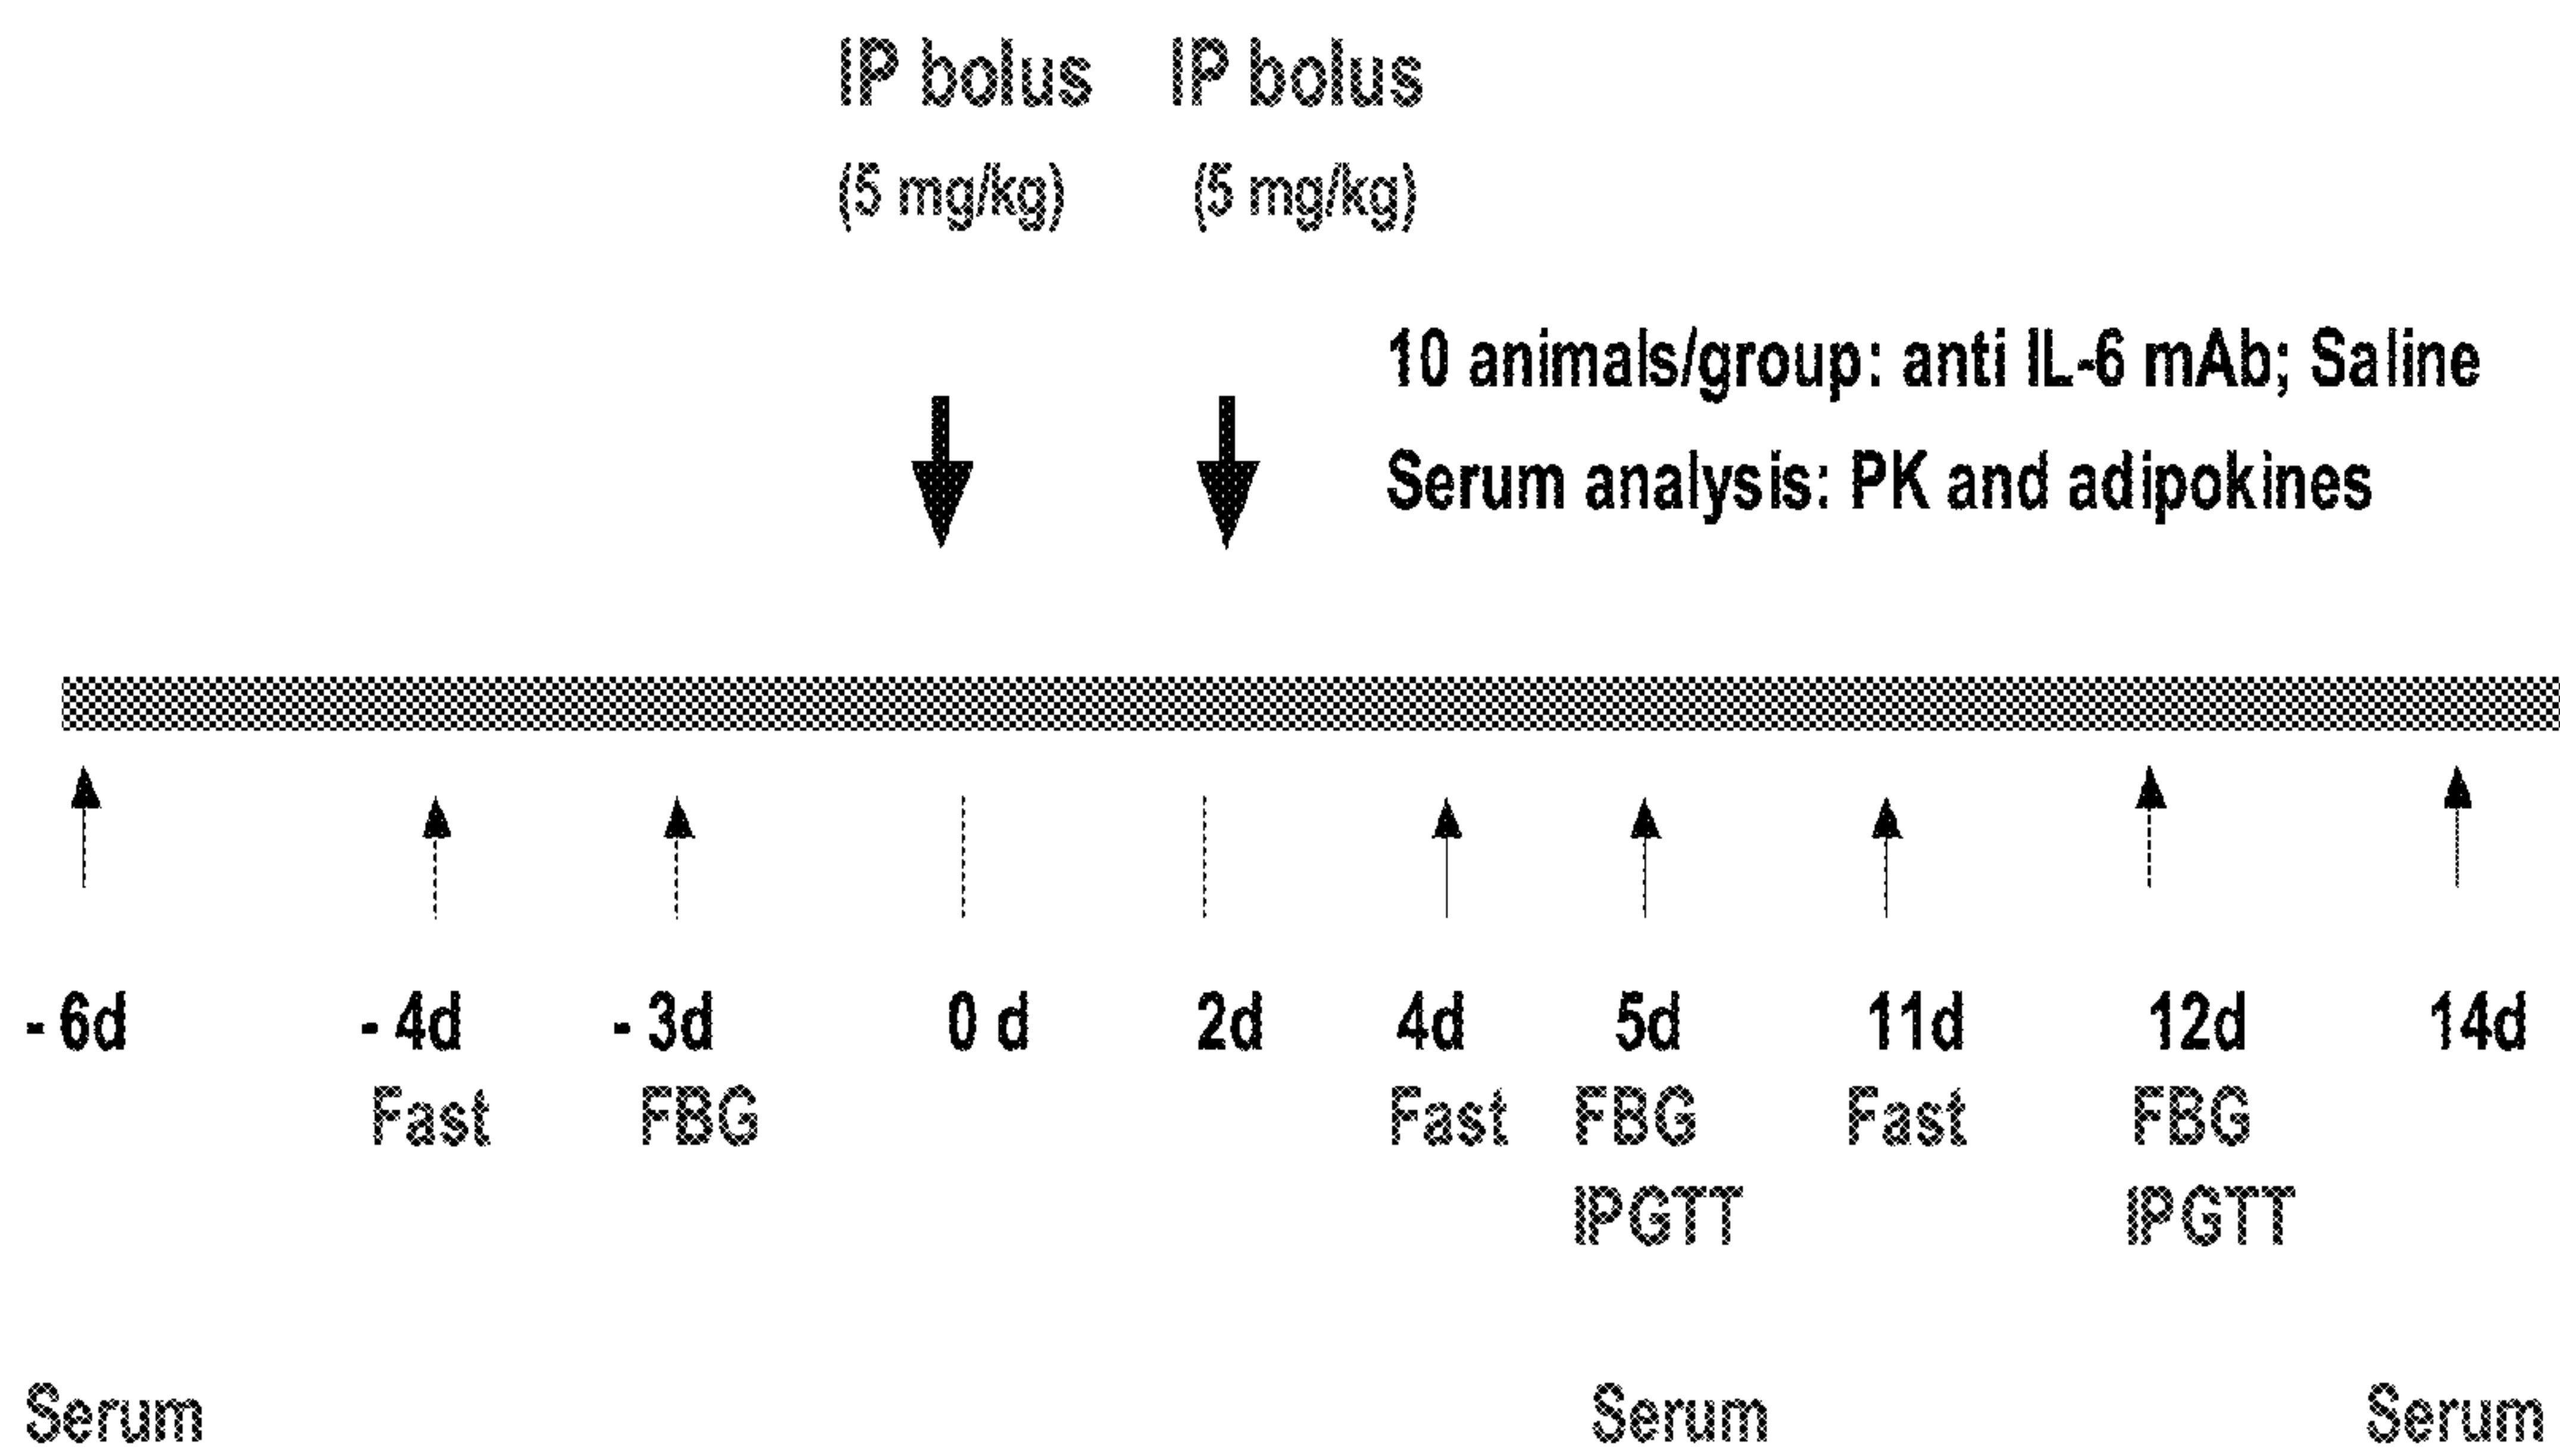 IP bolus IP bolus
(5 mg/kg) (5 mg/kg)
10 animals/group: anti IL-6 mAb; Saline
Serum analysis: PK and adipokines
- 6d - 4d - 3d 0 d 2d 4d 5d 11d 12d 14d
Fast FBG Fast FBG Fast FBG
IPGTT IPGTT
Serum Serum Serum